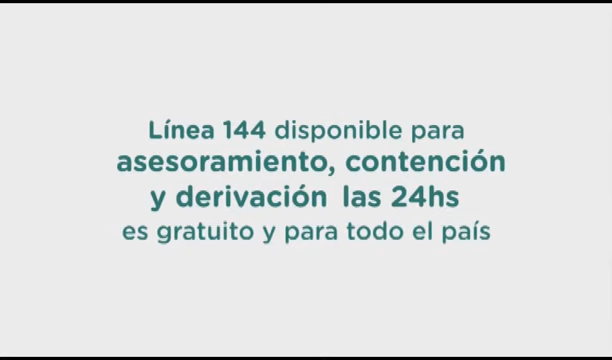 Línea 144 disponible para
asesoramiento, contención
y derivación las 24hs
es gratuito y para todo el país